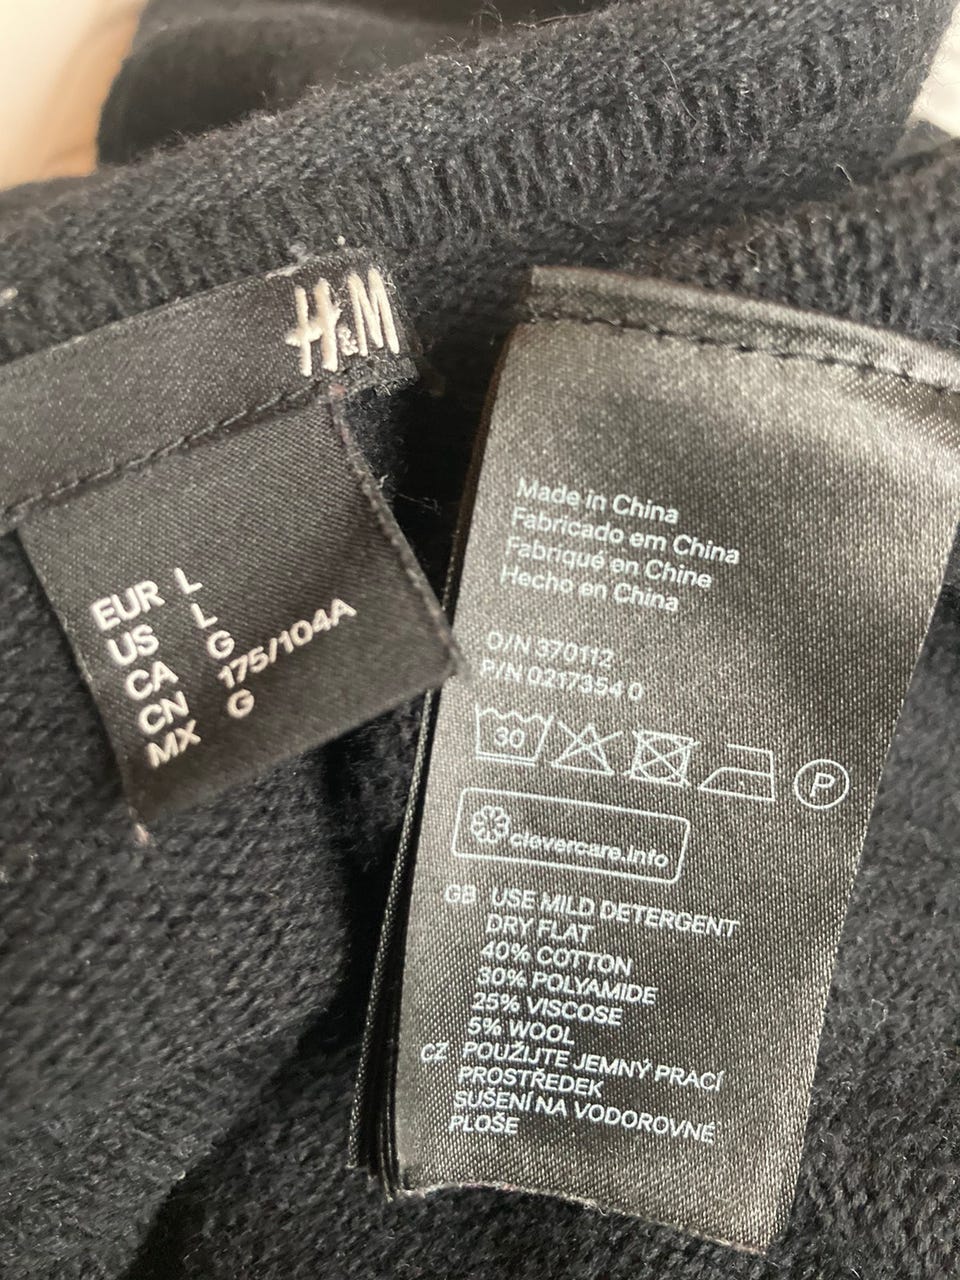 H&M
EUR L
US L
CA G
CN 175/104A
MX G
Made in China
Fabricado em China
Fabriqué en Chine
Hecho en China
O/N 370112
P/N 0217354 0
30 P
clevercare.info
GB USE MILD DETERGENT
DRY FLAT
40% COTTON
30% POLYAMIDE
25% VISCOSE
5% WOOL
CZ POUŽIJTE JEMNÝ PRACÍ
PROSTŘEDEK
SUŠENÍ NA VODOROVNÉ
PLOŠE